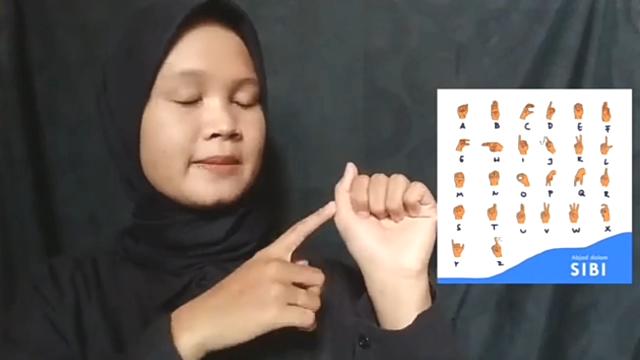 A B C D E F
G H I J K L
M N O P Q R
S T U V W X
Y Z
Abjad dalam
SIBI